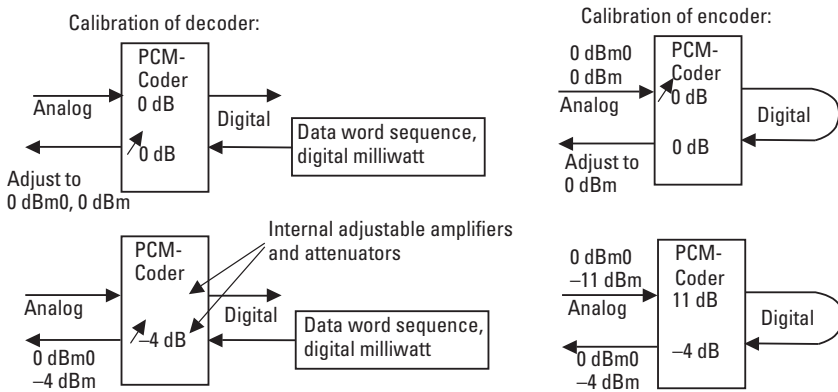 Calibration of decoder:
PCM-
Coder
0 dB
0 dB
Analog
Digital
Data word sequence,
digital milliwatt
Adjust to
0 dBm0, 0 dBm
Calibration of encoder:
0 dBm0
0 dBm
Analog
PCM-
Coder
0 dB
0 dB
Digital
Adjust to
0 dBm
PCM-
Coder
–4 dB
Internal adjustable amplifiers
and attenuators
Analog
Digital
Data word sequence,
digital milliwatt
0 dBm0
–4 dBm
0 dBm0
–11 dBm
Analog
PCM-
Coder
11 dB
–4 dB
Digital
0 dBm0
–4 dBm